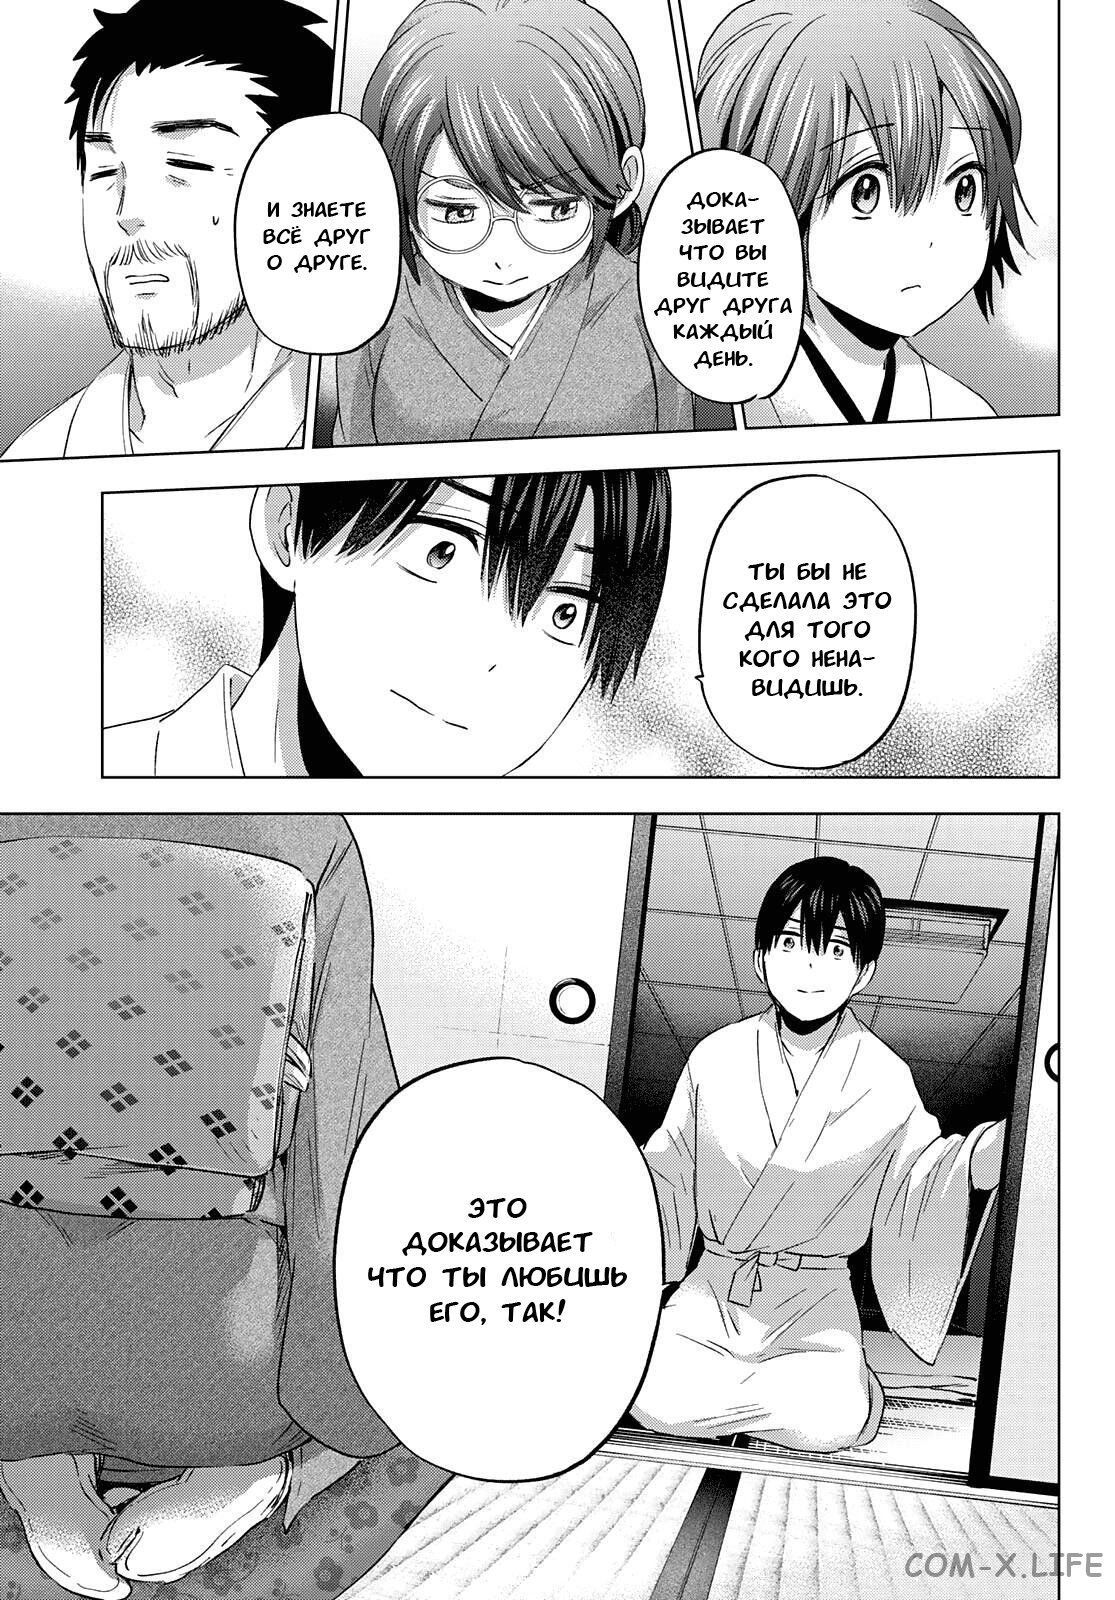 ДОКА-
ЗЫВАЕТ
ЧТО ВЫ
ВИДИТЕ
ДРУГ ДРУГА
КАЖДЫЙ
ДЕНЬ.
И ЗНАЕТЕ
ВСЁ ДРУГ
О ДРУГЕ.
ТЫ БЫ НЕ
СДЕЛАЛА ЭТО
ДЛЯ ТОГО
КОГО НЕНА-
ВИДИШЬ.
ЭТО
ДОКАЗЫВАЕТ
ЧТО ТЫ ЛЮБИШЬ
ЕГО, ТАК!
COM-X.LIFE